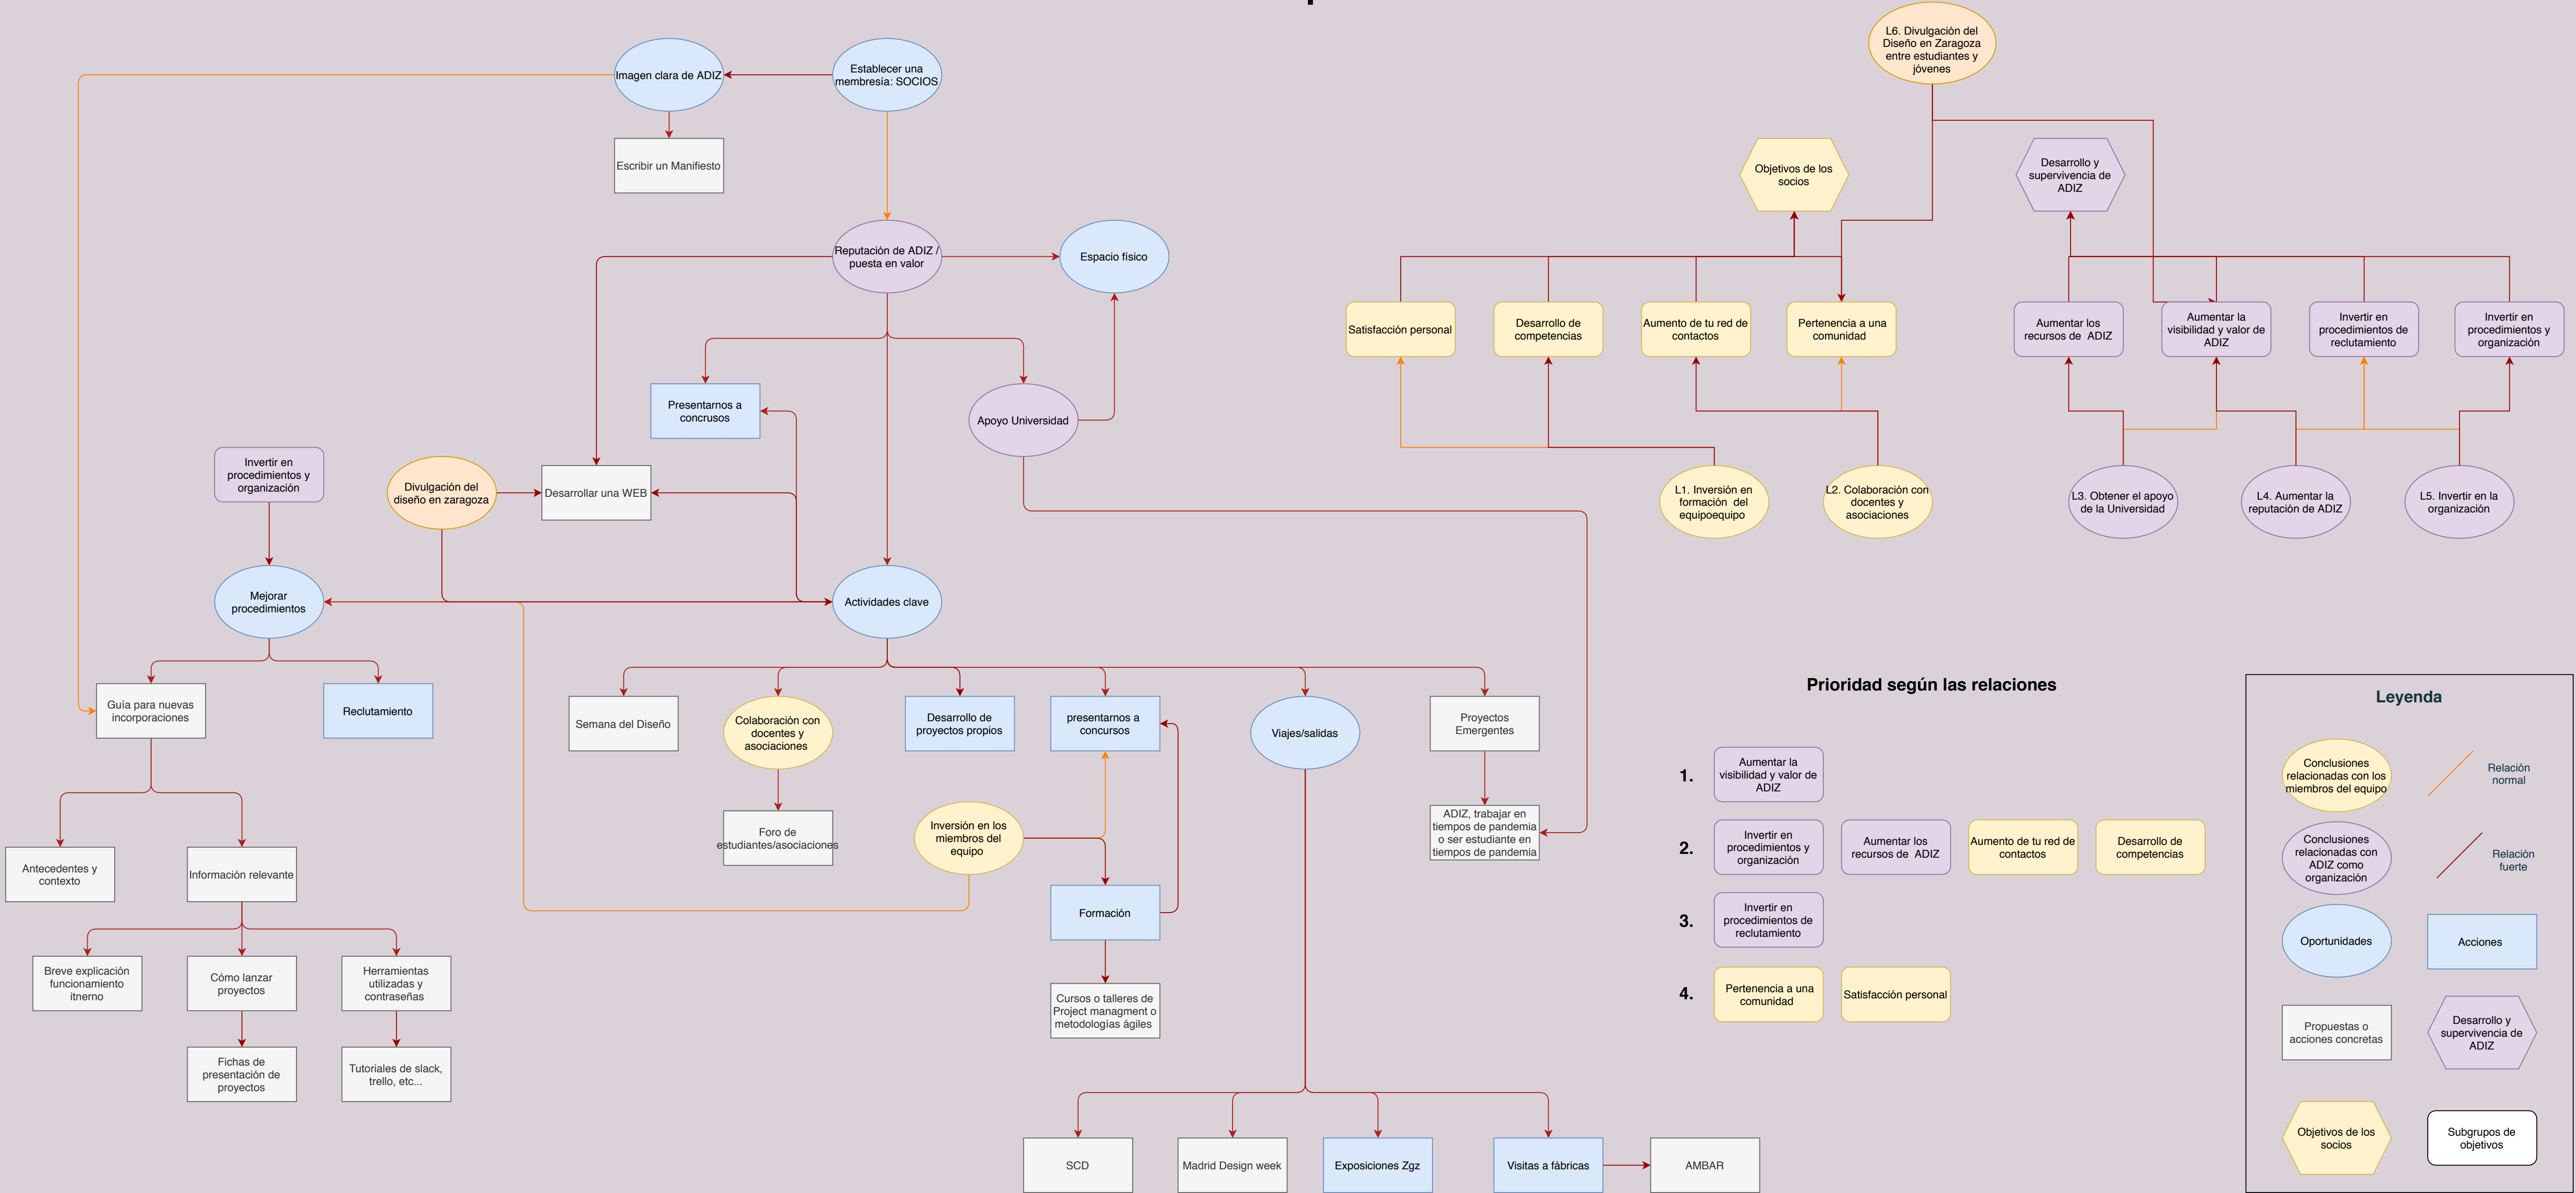 Imagen clara de ADIZ
Establecer una
membresía: SOCIOS
Escribir un Manifiesto
Reputación de ADIZ /
puesta en valor
Espacio físico
Presentarnos a
concrusos
Apoyo Universidad
Invertir en
procedimientos y
organización
Divulgación del
diseño en zaragoza
Desarrollar una WEB
Mejorar
procedimientos
Actividades clave
Guía para nuevas
incorporaciones
Reclutamiento
Semana del Diseño
Colaboración con
docentes y
asociaciones
Desarrollo de
proyectos propios
presentarnos a
concursos
Viajes/salidas
Proyectos
Emergentes
Foro de
estudiantes/asociaciones
Inversión en los
miembros del
equipo
ADIZ, trabajar en
tiempos de pandemia
o ser estudiante en
tiempos de pandemia
Antecedentes y
contexto
Información relevante
Formación
Breve explicación
funcionamiento
itnerno
Cómo lanzar
proyectos
Herramientas
utilizadas y
contraseñas
Cursos o talleres de
Project managment o
metodologías ágiles
Fichas de
presentación de
proyectos
Tutoriales de slack,
trello, etc...
SCD
Madrid Design week
Exposiciones Zgz
Visitas a fábricas
AMBAR
L6. Divulgación del
Diseño en Zaragoza
entre estudiantes y
jóvenes
Objetivos de los
socios
Desarrollo y
supervivencia de
ADIZ
Satisfacción personal
Desarrollo de
competencias
Aumento de tu red de
contactos
Pertenencia a una
comunidad
Aumentar los
recursos de ADIZ
Aumentar la
visibilidad y valor de
ADIZ
Invertir en
procedimientos de
reclutamiento
Invertir en
procedimientos y
organización
L1. Inversión en
formación del
equipoequipo
L2. Colaboración con
docentes y
asociaciones
L3. Obtener el apoyo
de la Universidad
L4. Aumentar la
reputación de ADIZ
L5. Invertir en la
organización
Prioridad según las relaciones
1.
Aumentar la
visibilidad y valor de
ADIZ
2.
Invertir en
procedimientos y
organización
Aumentar los
recursos de ADIZ
Aumento de tu red de
contactos
Desarrollo de
competencias
3.
Invertir en
procedimientos de
reclutamiento
4.
Pertenencia a una
comunidad
Satisfacción personal
Leyenda
Conclusiones
relacionadas con los
miembros del equipo
Relación
normal
Conclusiones
relacionadas con
ADIZ como
organización
Relación
fuerte
Oportunidades
Acciones
Propuestas o
acciones concretas
Desarrollo y
supervivencia de
ADIZ
Objetivos de los
socios
Subgrupos de
objetivos